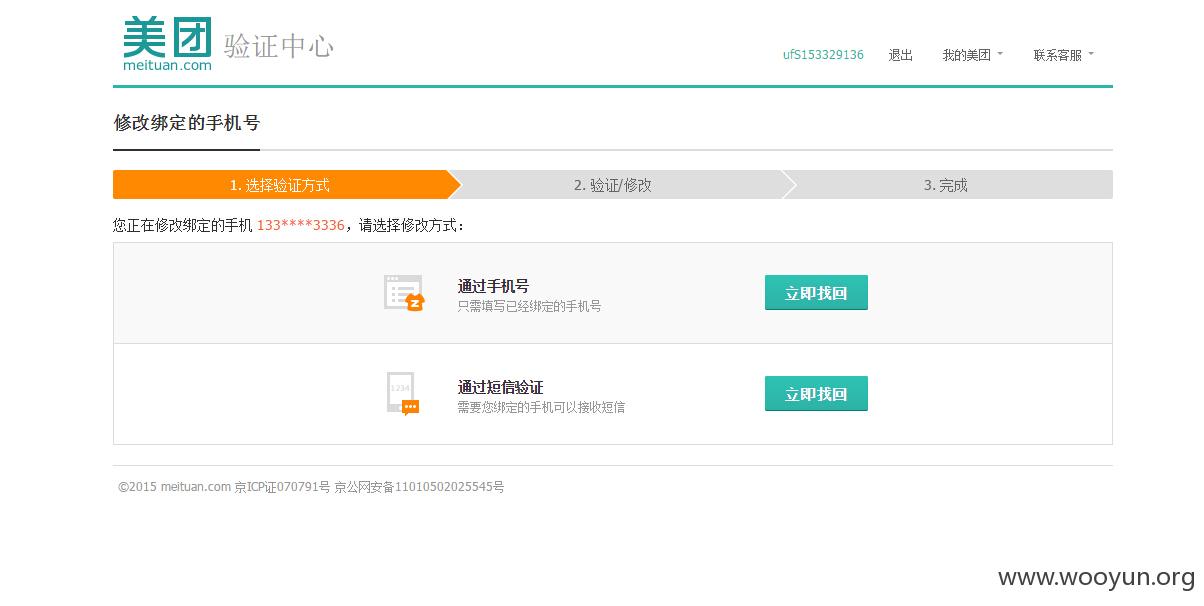 美团 验证中心
meituan.com
ufS153329136 退出 我的美团 联系客服
修改绑定的手机号
1. 选择验证方式 2. 验证/修改 3. 完成
您正在修改绑定的手机 133****3336，请选择修改方式：
Z
通过手机号
只需填写已经绑定的手机号
立即找回
1234
通过短信验证
需要您绑定的手机可以接收短信
立即找回
©2015 meituan.com 京ICP证070791号 京公网安备11010502025545号
www.wooyun.org